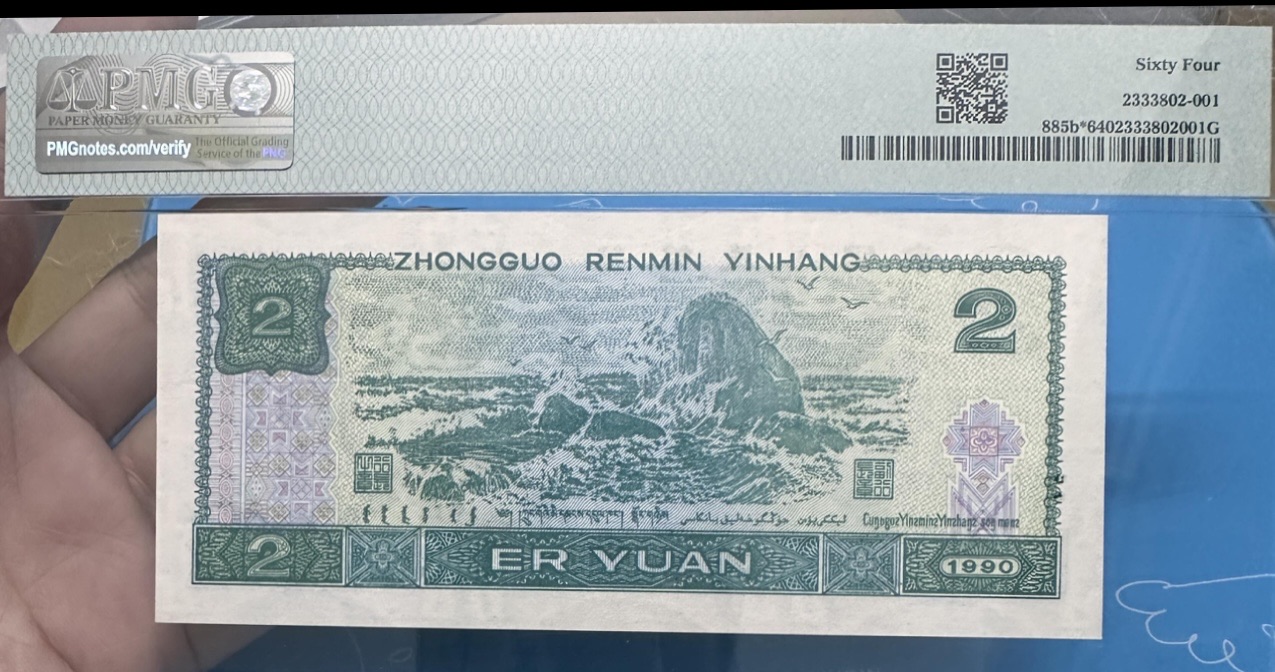 PMG
PAPER MONEY GUARANTY
PMGnotes.com/verify
The Official Grading
Service of the PNG
Sixty Four
2333802-001
885b*6402333802001G
ZHONGGUO RENMIN YINHANG
2
2
2
ER YUAN
1990